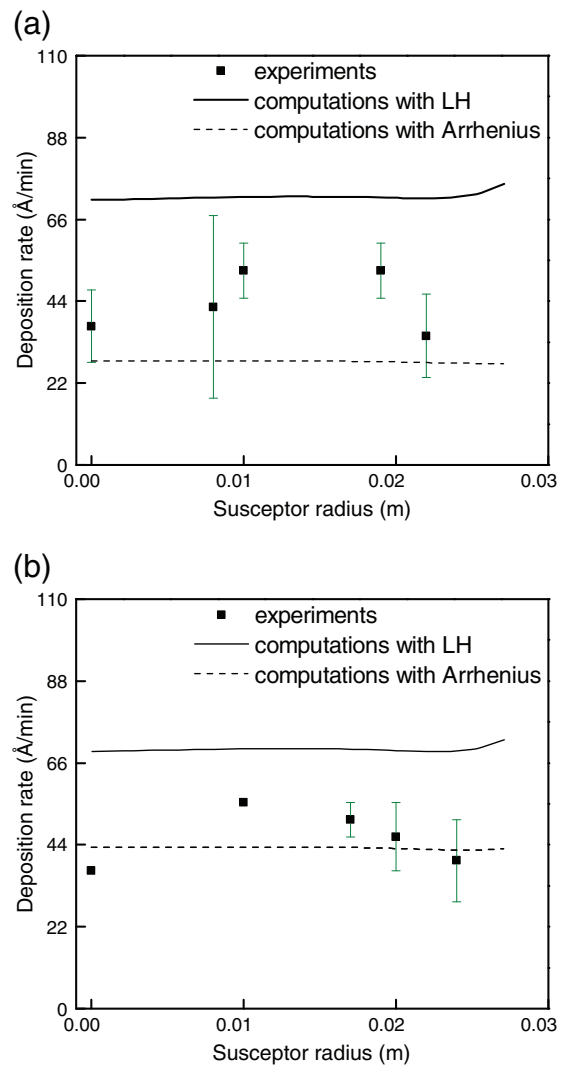 (a)
110
experiments
computations with LH
88
computations with Arrhenius
66
44
22
0
0.00 0.01 0.02 0.03
Deposition rate (Å/min)
Susceptor radius (m)
(b)
110
experiments
computations with LH
88
computations with Arrhenius
66
44
22
0
0.00 0.01 0.02 0.03
Deposition rate (Å/min)
Susceptor radius (m)